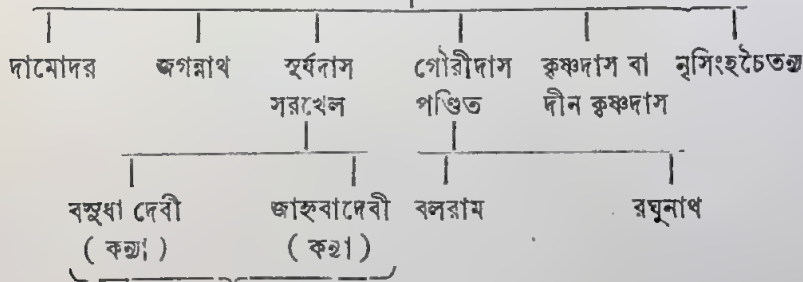 দামোদর জগন্নাথ সূর্যদাস গৌরীদাস কৃষ্ণদাস বা নৃসিংহচৈতন্য
সরখেল পণ্ডিত দীন কৃষ্ণদাস
বসুধা দেবী জাহ্নবাদেবী বলরাম রঘুনাথ
( কন্যা ) ( কন্যা )